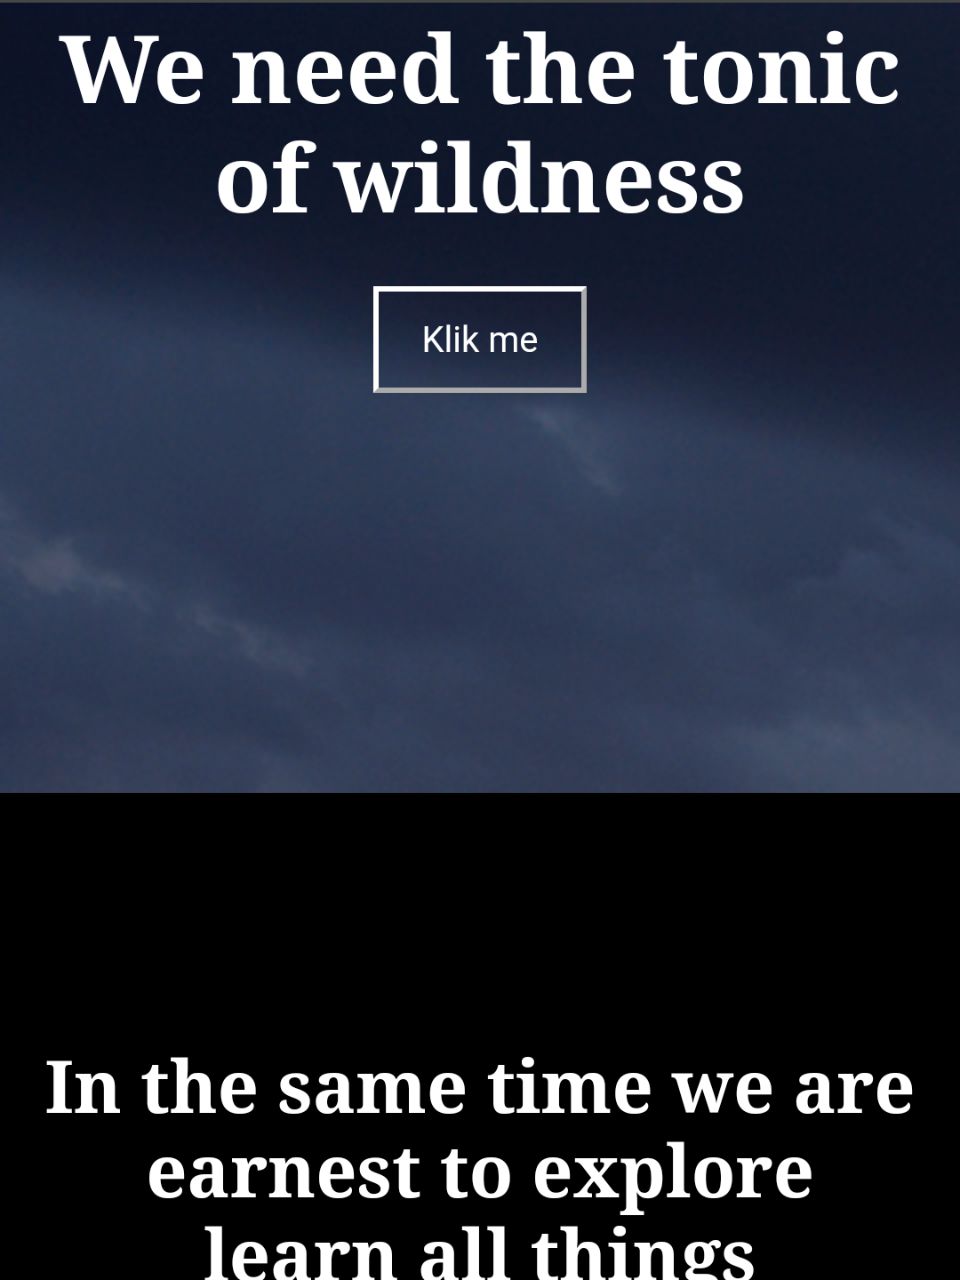 We need the tonic
of wildness
Klik me
In the same time we are
earnest to explore
learn all things